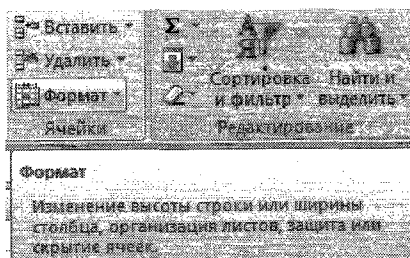 Вставить
Удалить
Формат
Ячейки
Σ
Сортировка
и фильтр
Найти и
выделить
Редактирование
Формат
Изменение высоты строки или ширины
столбца, организация листов, защита или
скрытие ячеек.